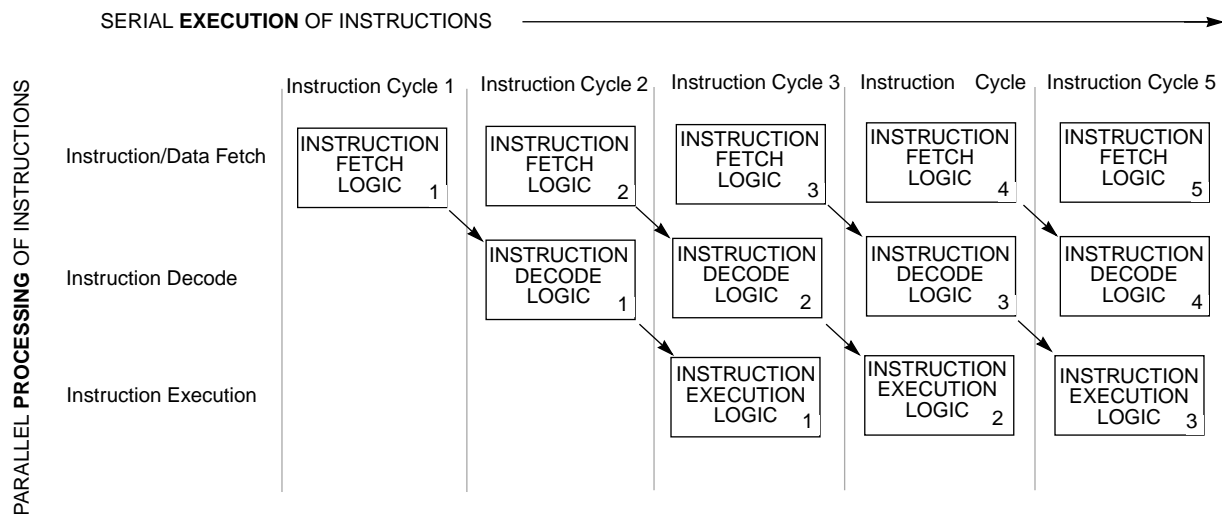 SERIAL EXECUTION OF INSTRUCTIONS
PARALLEL PROCESSING OF INSTRUCTIONS
Instruction Cycle 1
Instruction Cycle 2
Instruction Cycle 3
Instruction Cycle
Instruction Cycle 5
Instruction/Data Fetch
INSTRUCTION
FETCH
LOGIC 1
INSTRUCTION
FETCH
LOGIC 2
INSTRUCTION
FETCH
LOGIC 3
INSTRUCTION
FETCH
LOGIC 4
INSTRUCTION
FETCH
LOGIC 5
Instruction Decode
INSTRUCTION
DECODE
LOGIC 1
INSTRUCTION
DECODE
LOGIC 2
INSTRUCTION
DECODE
LOGIC 3
INSTRUCTION
DECODE
LOGIC 4
Instruction Execution
INSTRUCTION
EXECUTION
LOGIC 1
INSTRUCTION
EXECUTION
LOGIC 2
INSTRUCTION
EXECUTION
LOGIC 3